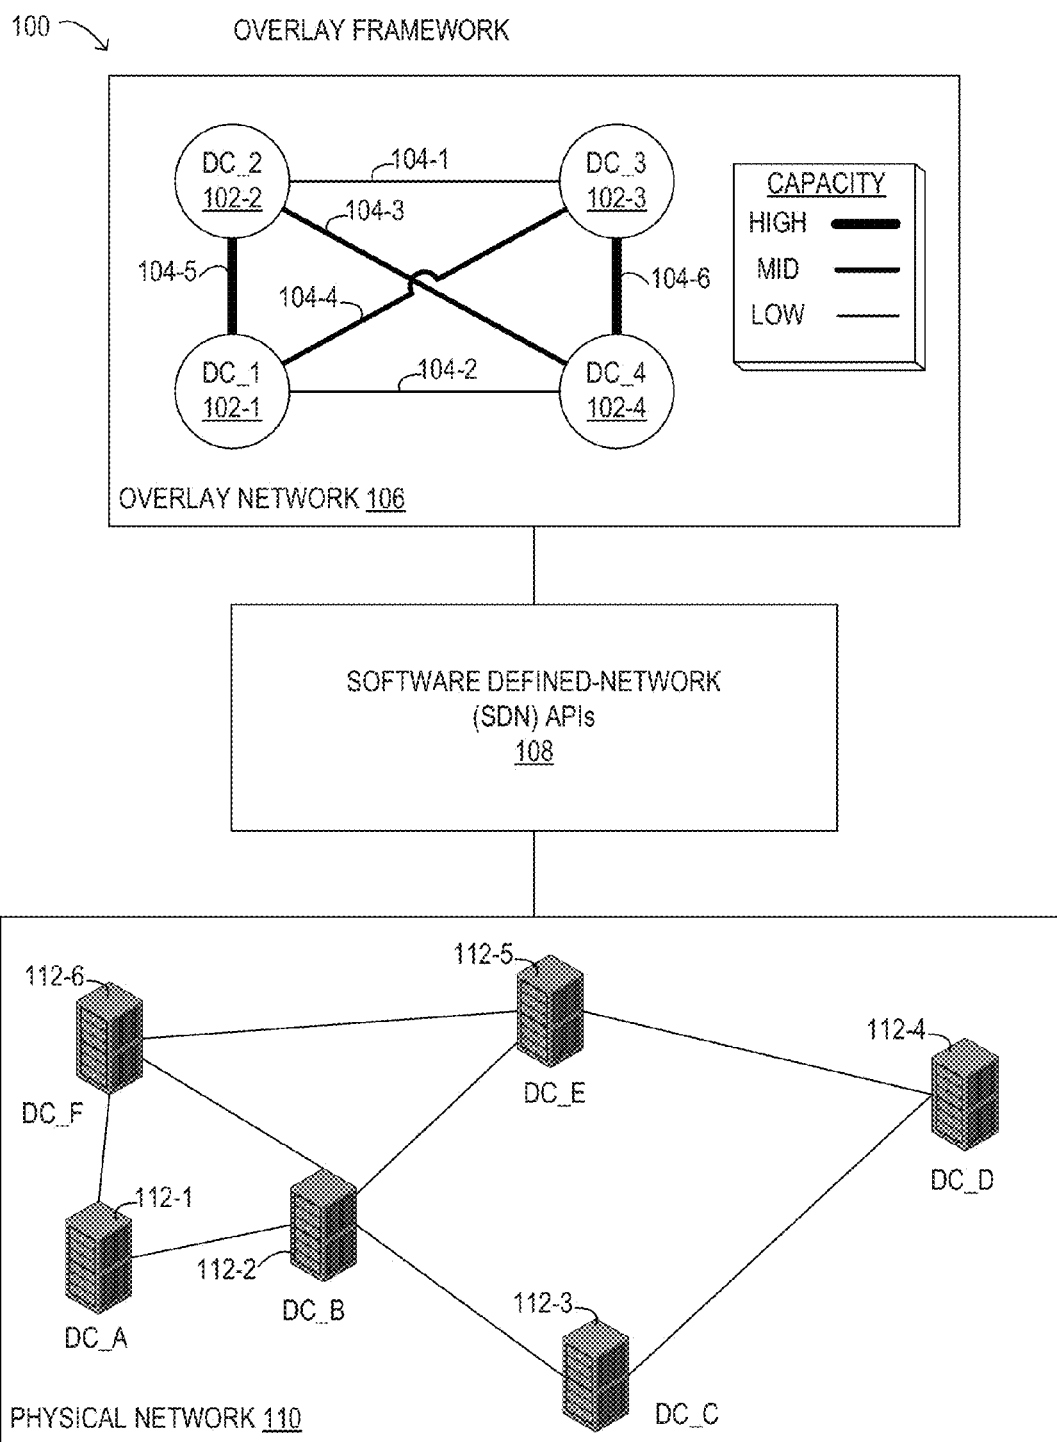 100
OVERLAY FRAMEWORK
DC_2
102-2
104-1
DC_3
102-3
104-3
CAPACITY
HIGH
MID
LOW
104-5
104-4
104-6
DC_1
102-1
104-2
DC_4
102-4
OVERLAY NETWORK 106
SOFTWARE DEFINED-NETWORK
(SDN) APIs
108
112-6
112-5
112-4
DC_F
DC_E
DC_D
112-1
112-2
DC_B
DC_A
112-3
DC_C
PHYSICAL NETWORK 110